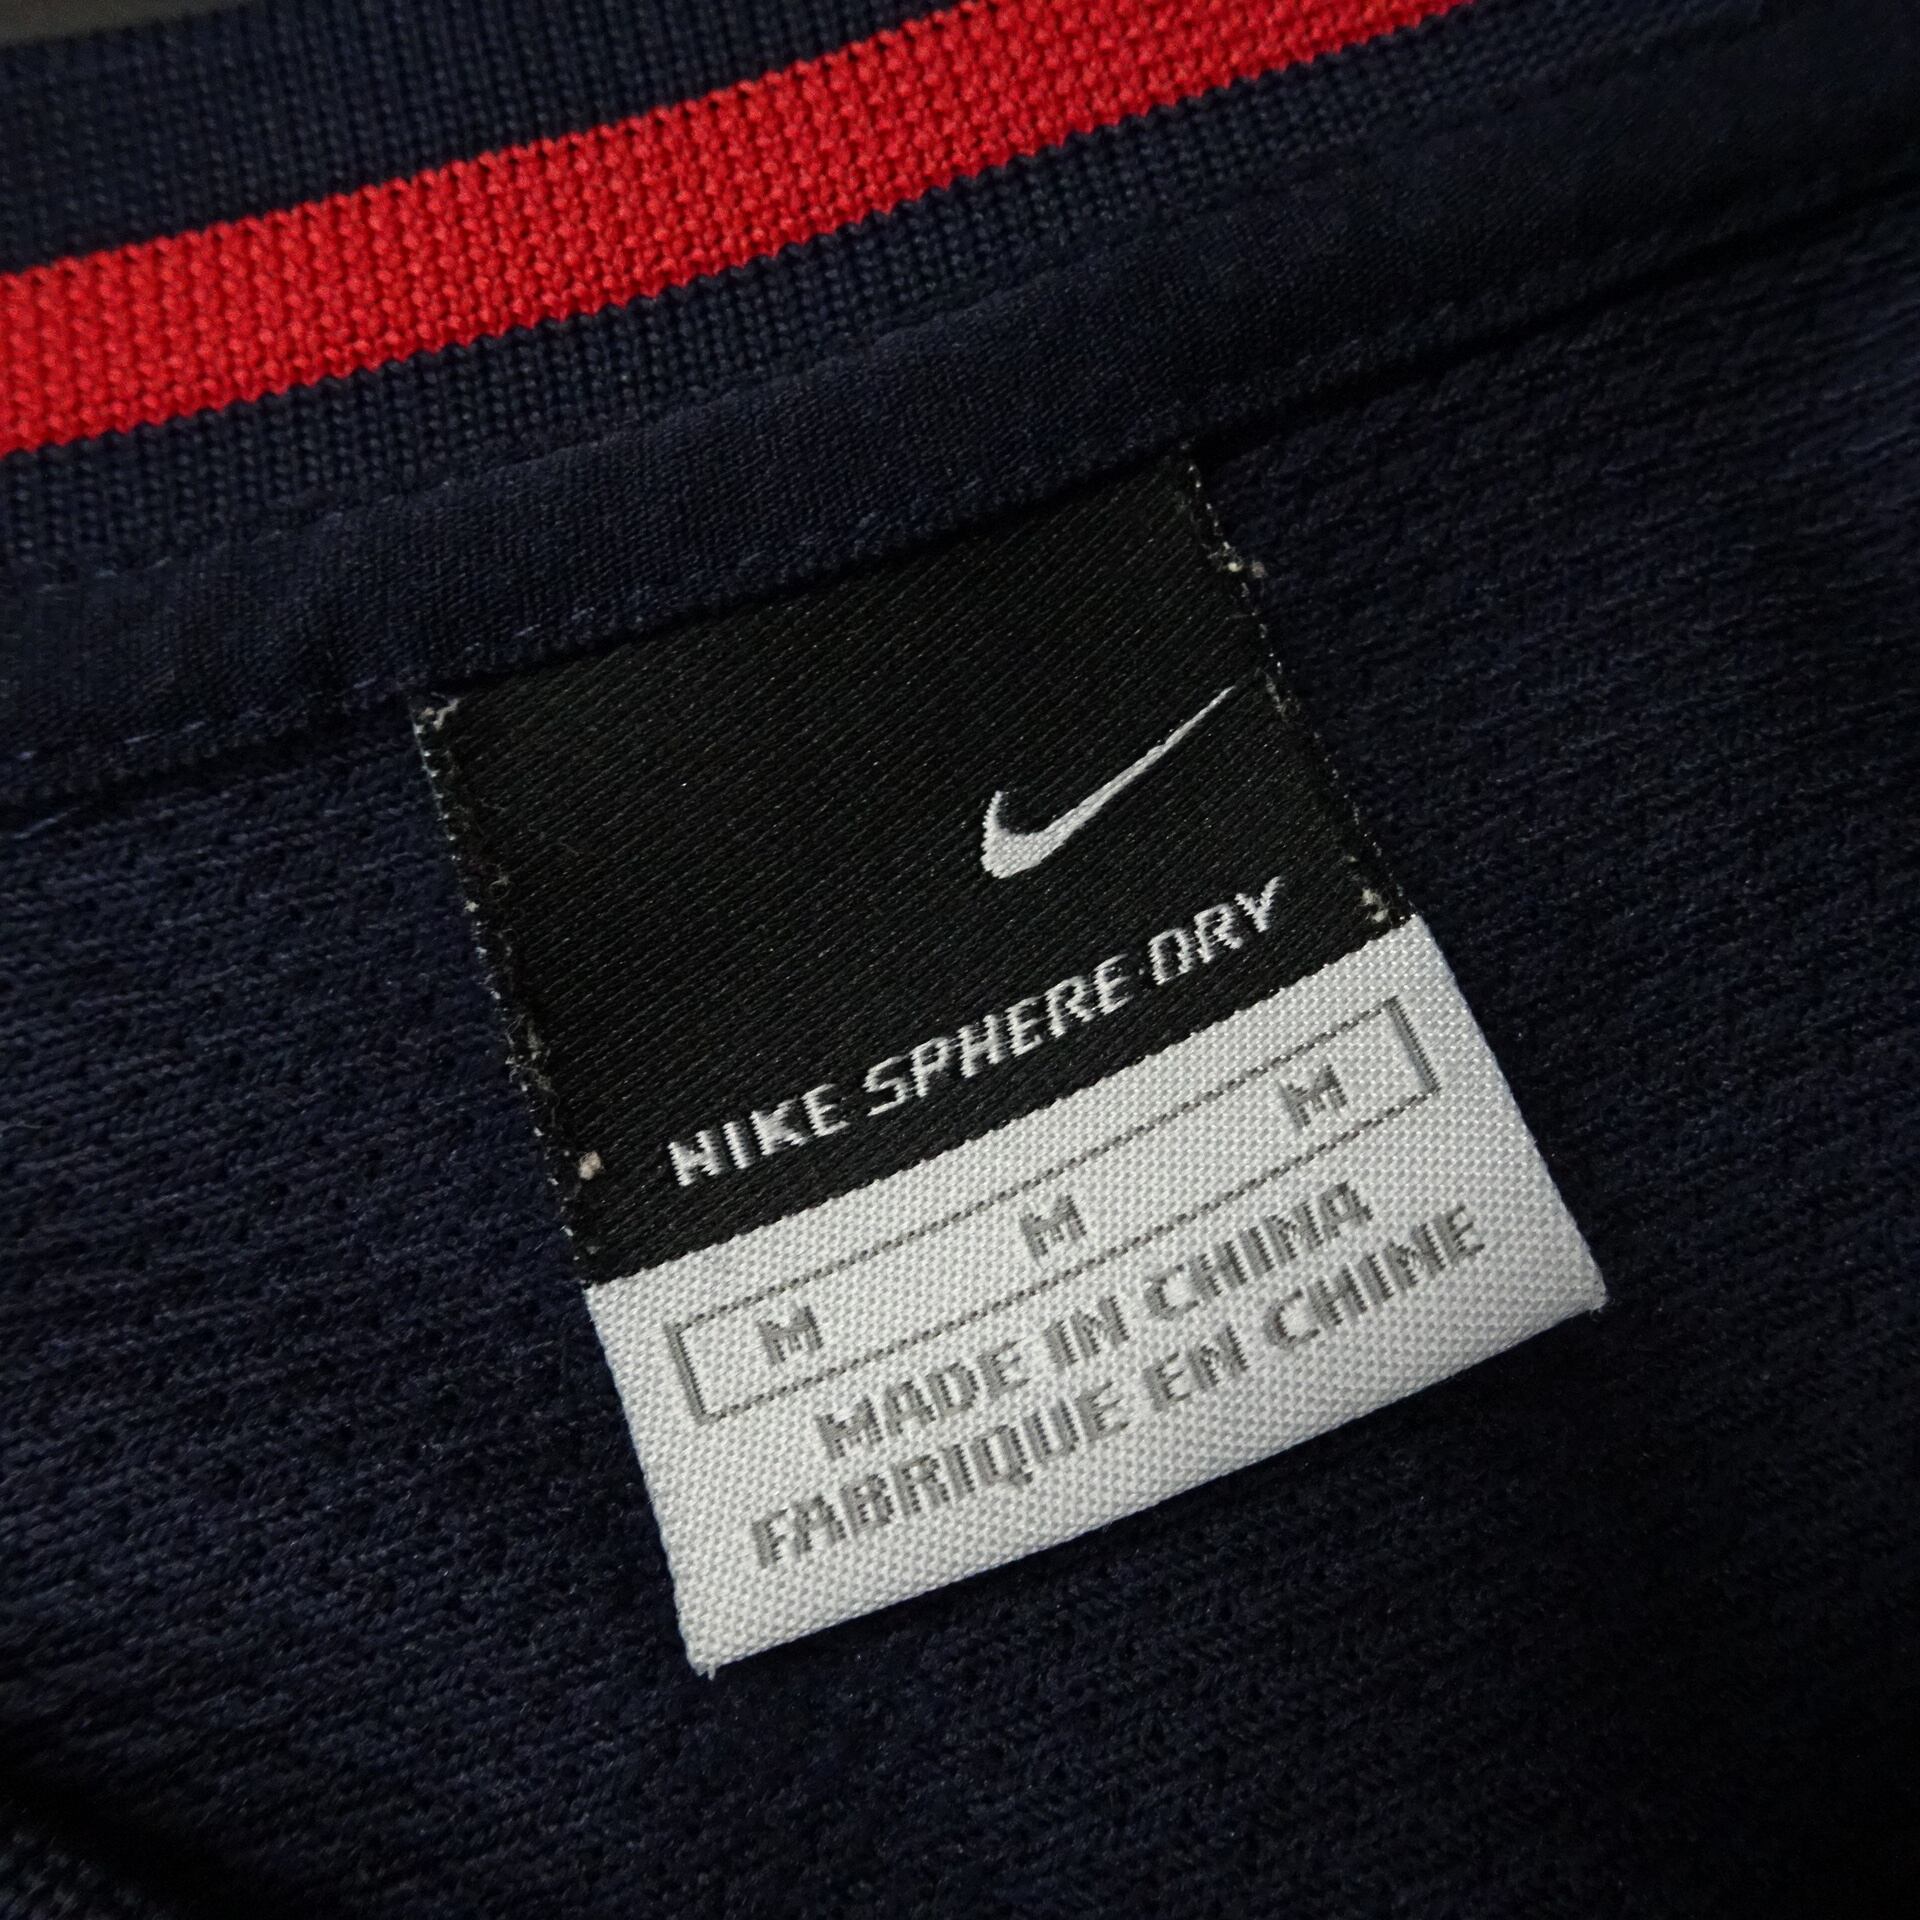 NIKE SPHERE DRY
M M M
MADE IN CHINA
FABRIQUE EN CHINE